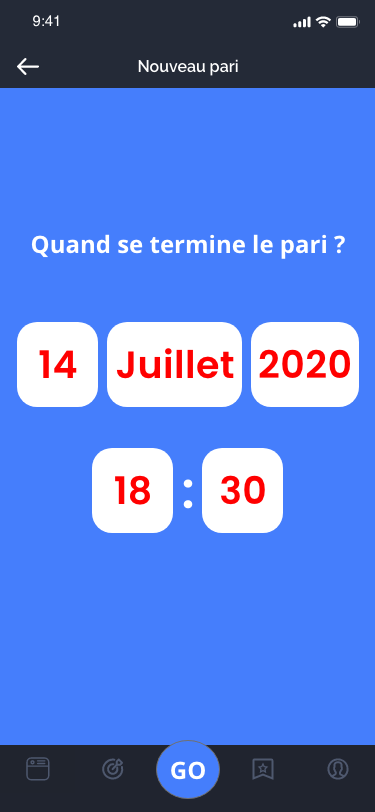 9:41
Nouveau pari
Quand se termine le pari ?
14 Juillet 2020
18 : 30
GO